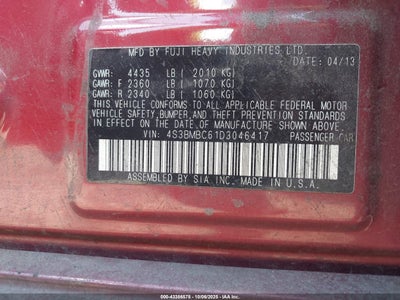 MFD BY FUJI HEAVY INDUSTRIES LTD.
DATE 04/13
GVWR: 4435 LB ( 2010 KG)
GAWR: F 2360 LB ( 1070 KG)
GAWR: R 2340 LB ( 1060 KG)
THIS VEHICLE CONFORMS TO ALL APPLICABLE FEDERAL MOTOR
VEHICLE SAFETY, BUMPER, AND THEFT PREVENTION STANDARDS
IN EFFECT ON THE DATE OF MANUFACTURE SHOWN ABOVE.
VIN: 4S3BMBC61D3046417 PASSENGER CAR
ASSEMBLED BY SIA INC. MADE IN U.S.A.
000-43386575 - 10/06/2025 - IAA Inc.